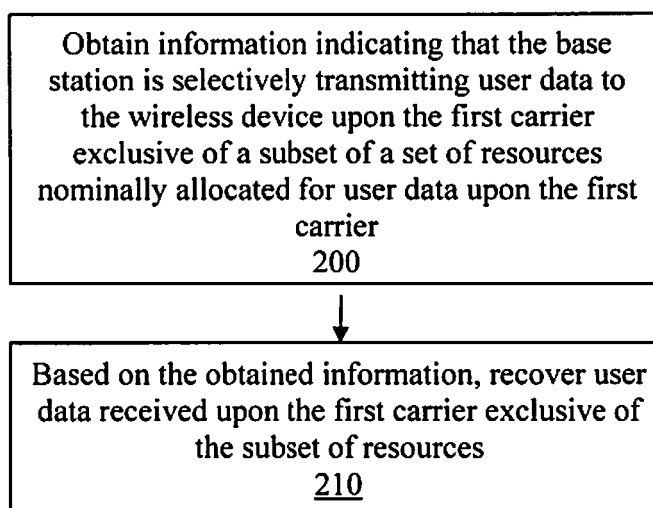 Obtain information indicating that the base
station is selectively transmitting user data to
the wireless device upon the first carrier
exclusive of a subset of a set of resources
nominally allocated for user data upon the first
carrier
200
Based on the obtained information, recover user
data received upon the first carrier exclusive of
the subset of resources
210